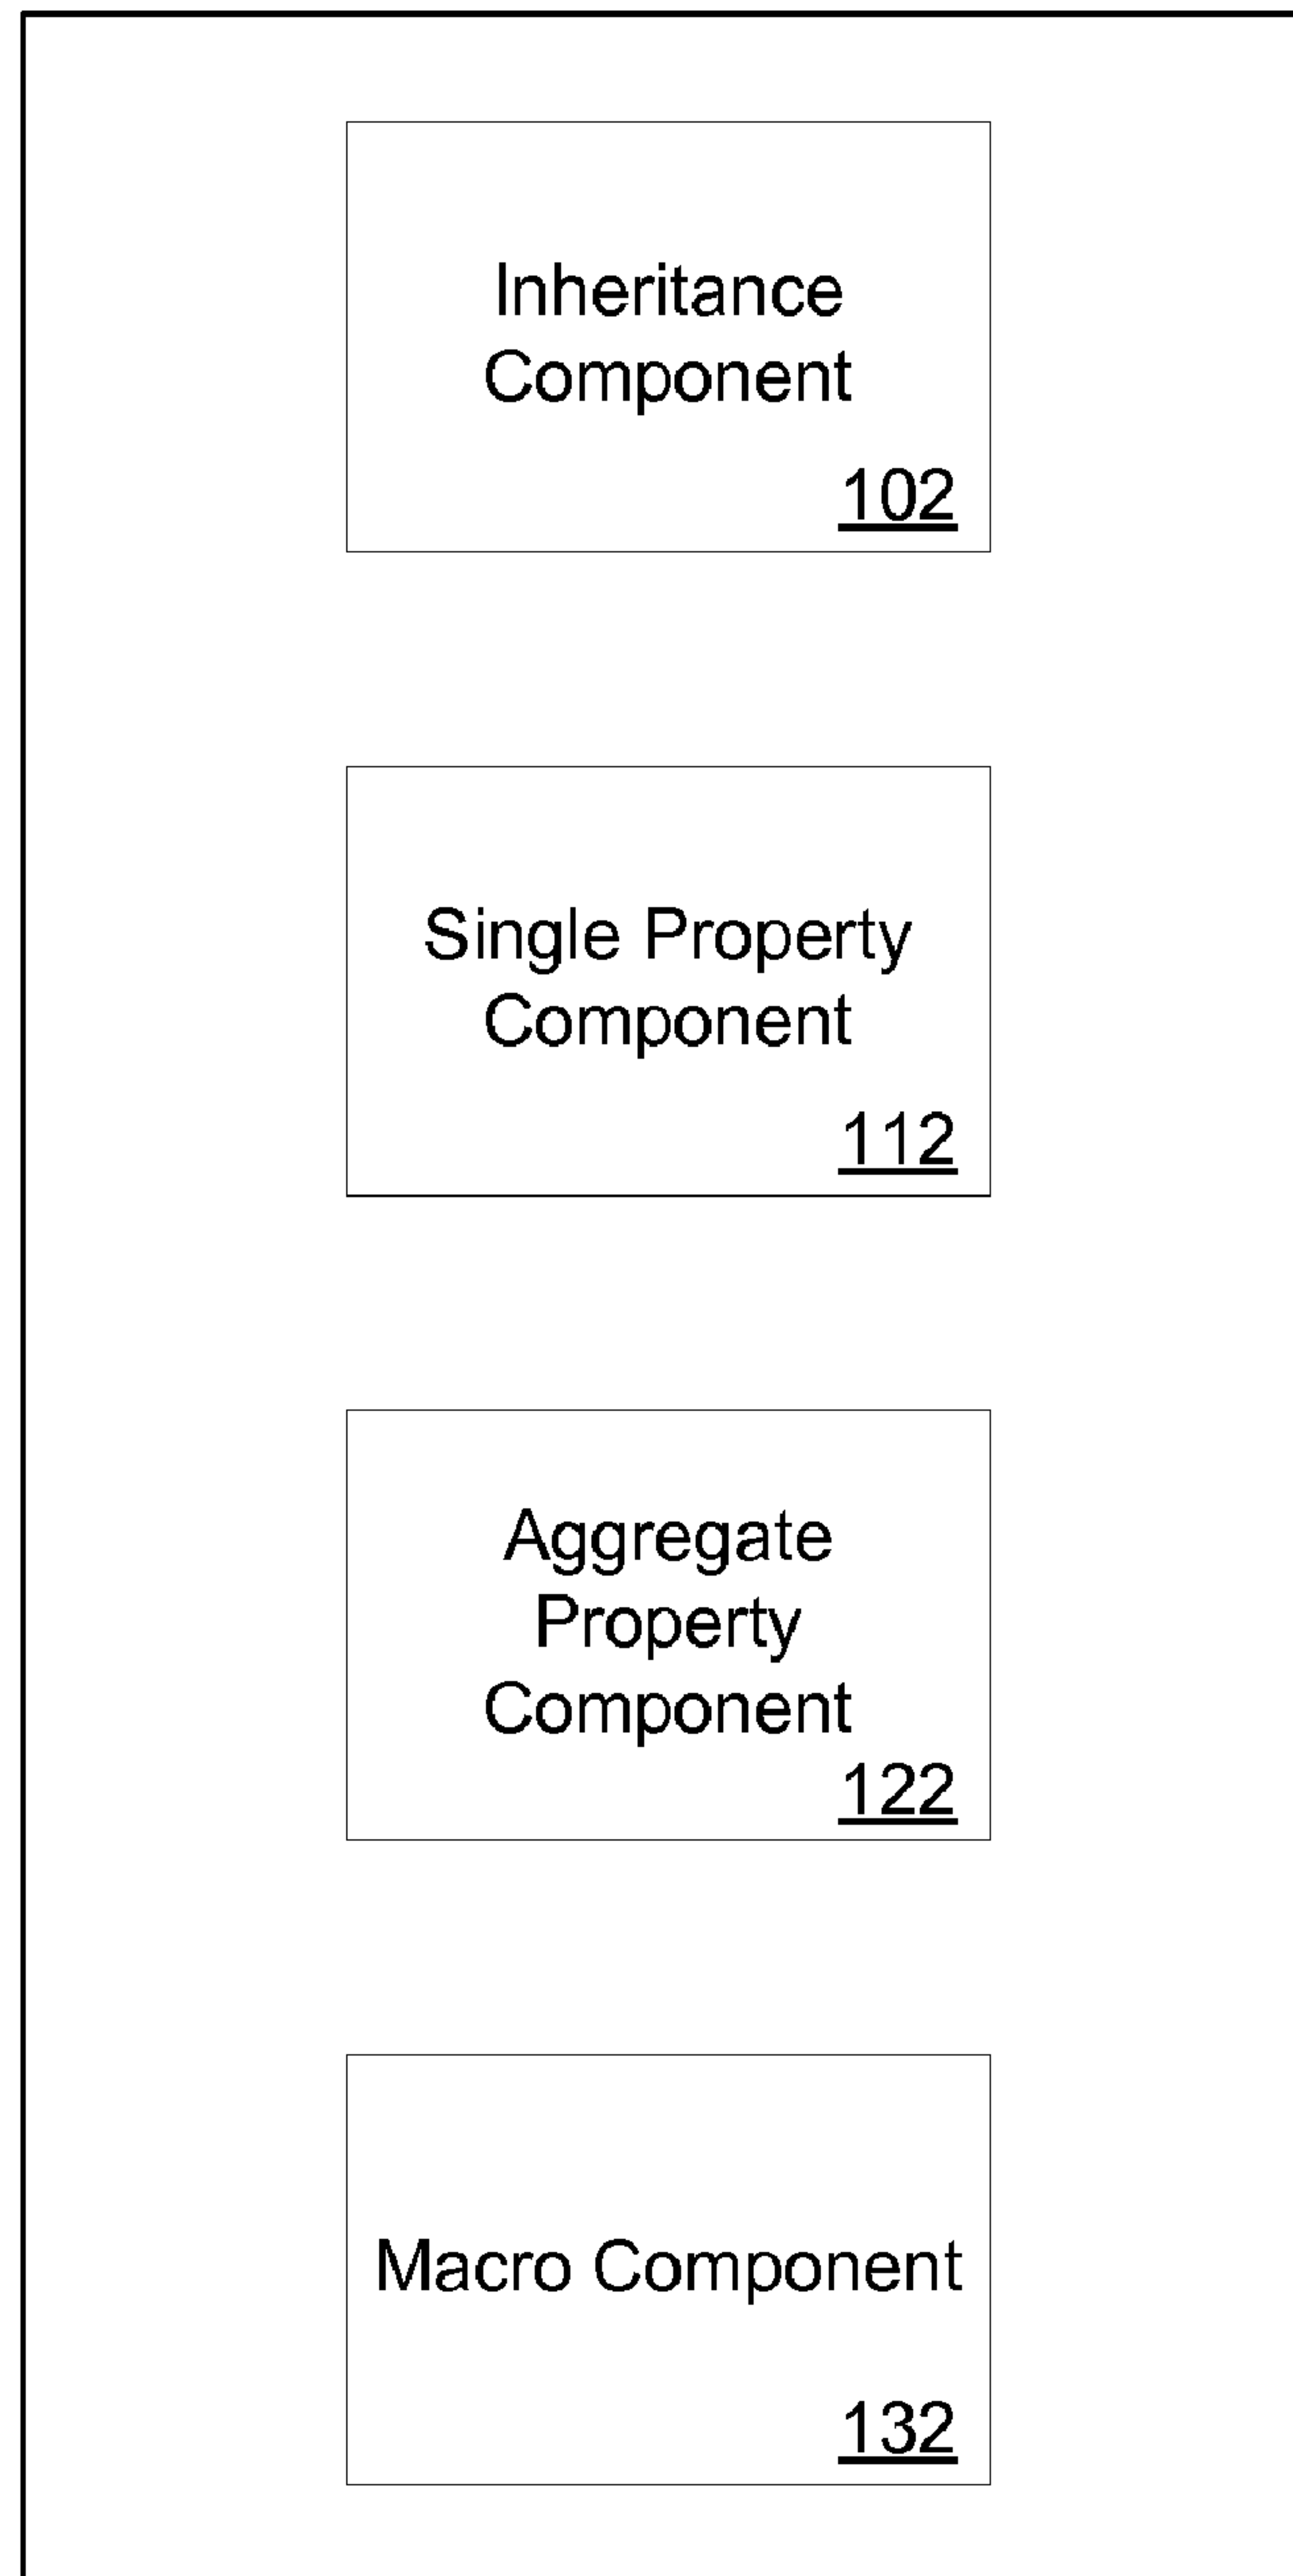 Inheritance
Component
102
Single Property
Component
112
Aggregate
Property
Component
122
Macro Component
132